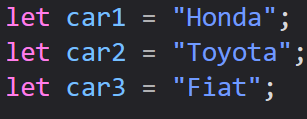 let car1 = "Honda";
let car2 = "Toyota";
let car3 = "Fiat";